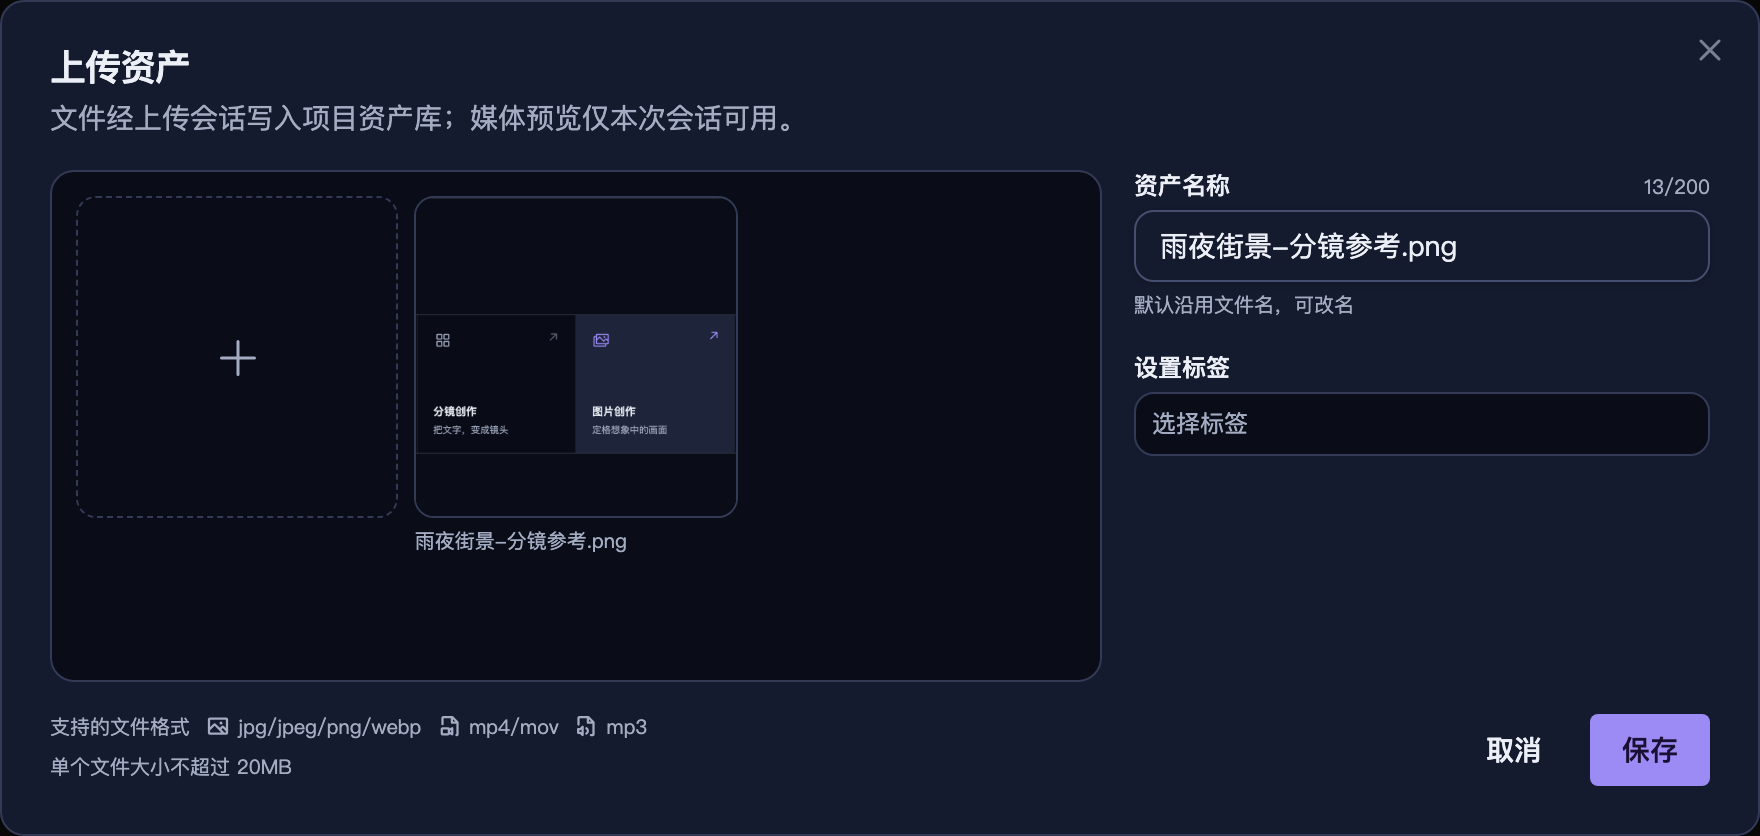 上传资产
文件经上传会话写入项目资产库；媒体预览仅本次会话可用。
分镜创作
把文字，变成镜头
图片创作
定格想象中的画面
雨夜街景-分镜参考.png
资产名称
13/200
雨夜街景-分镜参考.png
默认沿用文件名，可改名
设置标签
选择标签
支持的文件格式 jpg/jpeg/png/webp mp4/mov mp3
单个文件大小不超过 20MB
取消
保存